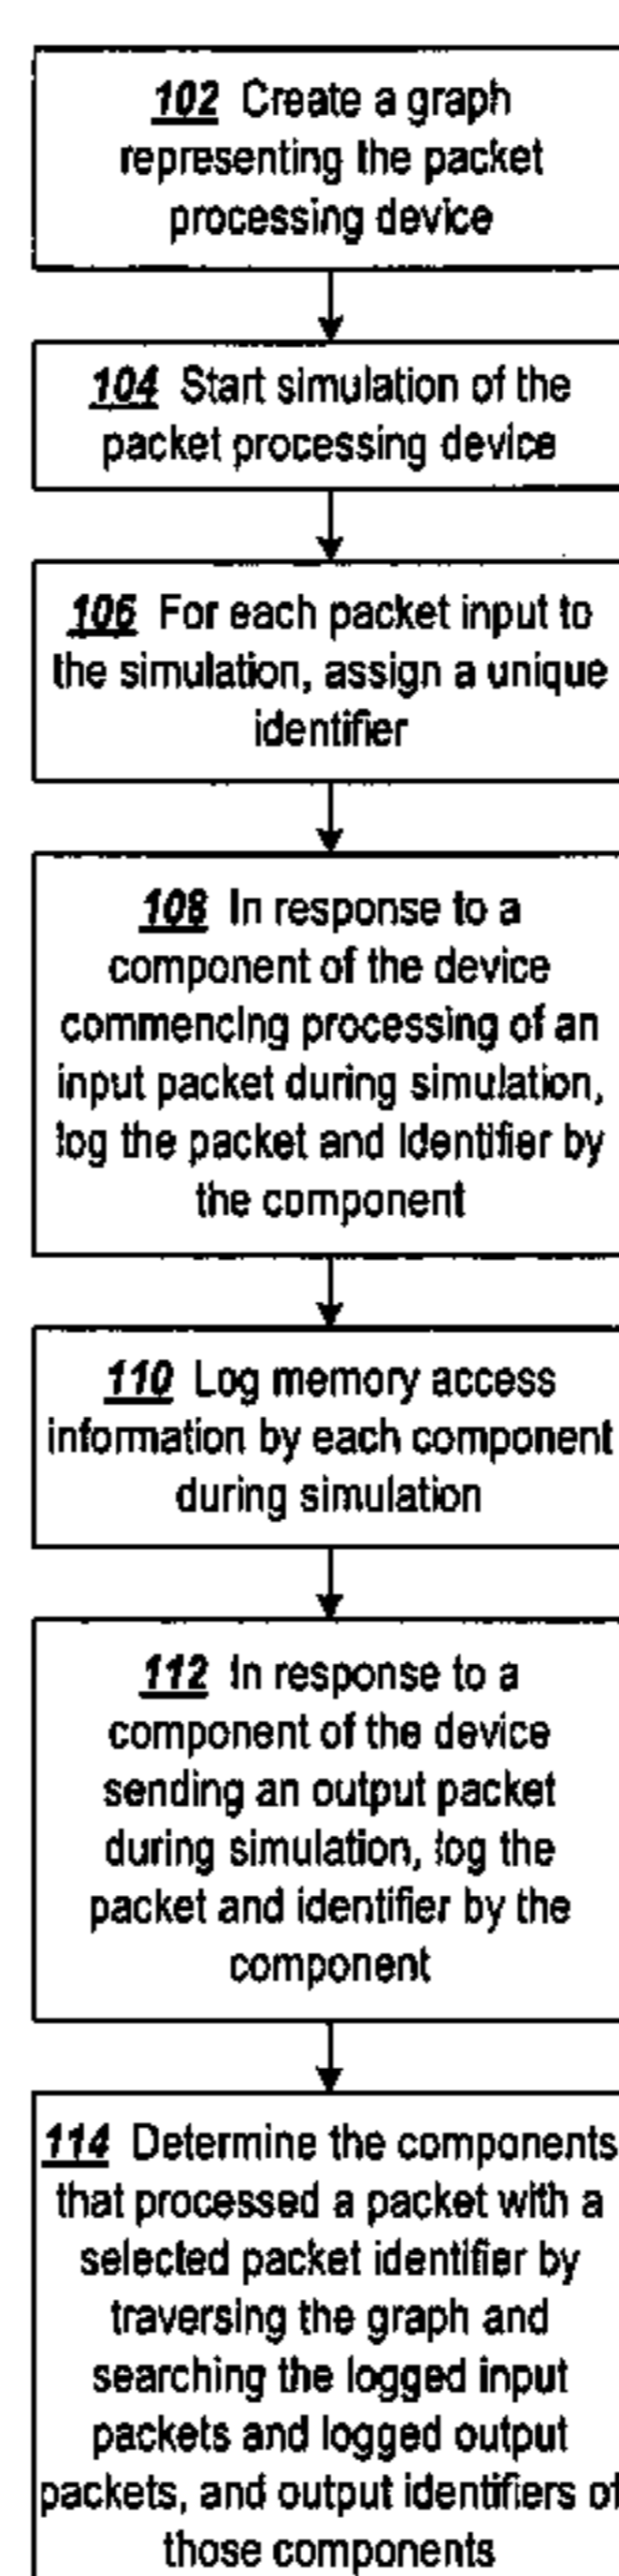 102 Create a graph
representing the packet
processing device
104 Start simulation of the
packet processing device
106 For each packet input to
the simulation, assign a unique
identifier
108 In response to a
component of the device
commencing processing of an
input packet during simulation,
log the packet and identifier by
the component
110 Log memory access
information by each component
during simulation
112 In response to a
component of the device
sending an output packet
during simulation, log the
packet and identifier by the
component
114 Determine the components
that processed a packet with a
selected packet identifier by
traversing the graph and
searching the logged input
packets and logged output
packets, and output identifiers of
those components